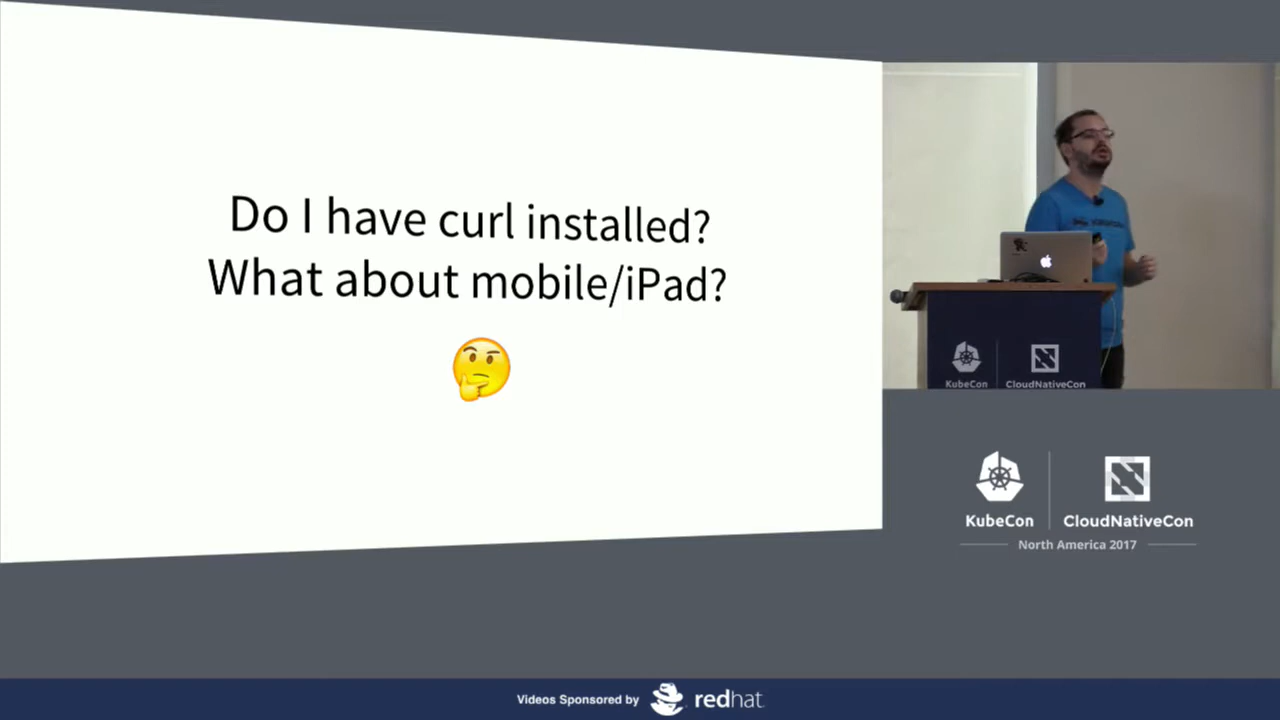 Do I have curl installed?
What about mobile/iPad?
KubeCon
CloudNativeCon
KubeCon
CloudNativeCon
North America 2017
Videos Sponsored by
redhat